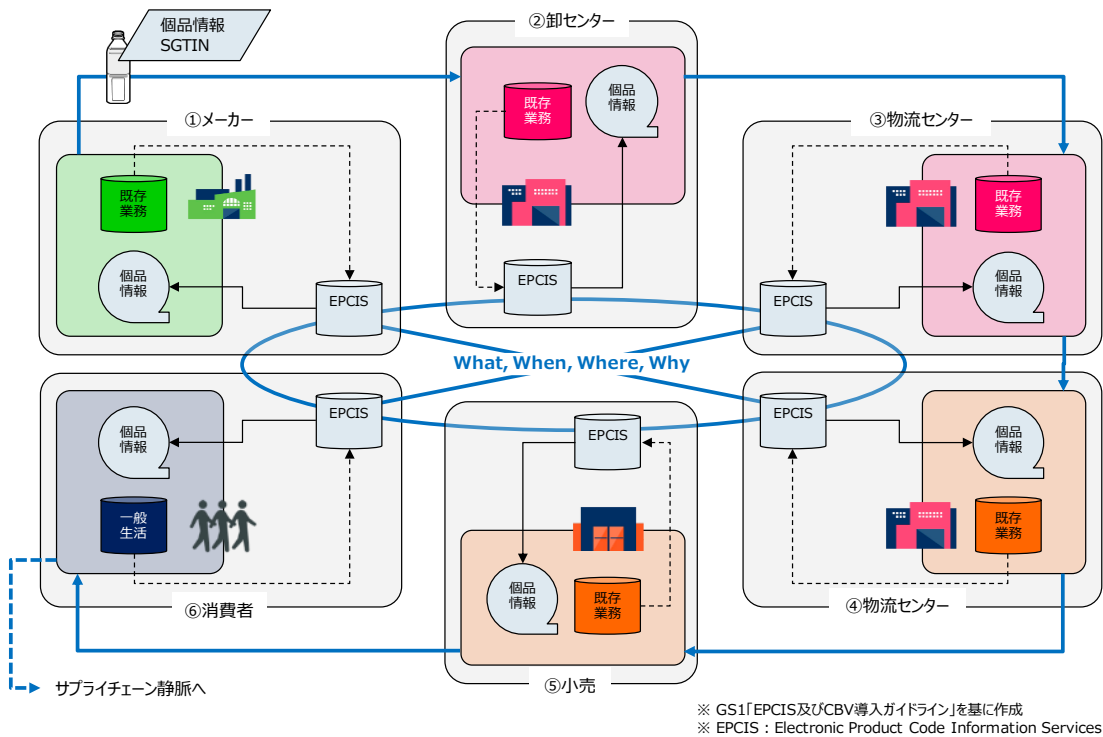 個品情報
SGTIN
①メーカー
既存
業務
個品
情報
EPCIS
②卸センター
既存
業務
個品
情報
EPCIS
③物流センター
既存
業務
個品
情報
EPCIS
What, When, Where, Why
EPCIS
個品
情報
既存
業務
④物流センター
EPCIS
個品
情報
既存
業務
⑤小売
EPCIS
個品
情報
一般
生活
⑥消費者
サプライチェーン静脈へ
※ GS1「EPCIS及びCBV導入ガイドライン」を基に作成
※ EPCIS : Electronic Product Code Information Services